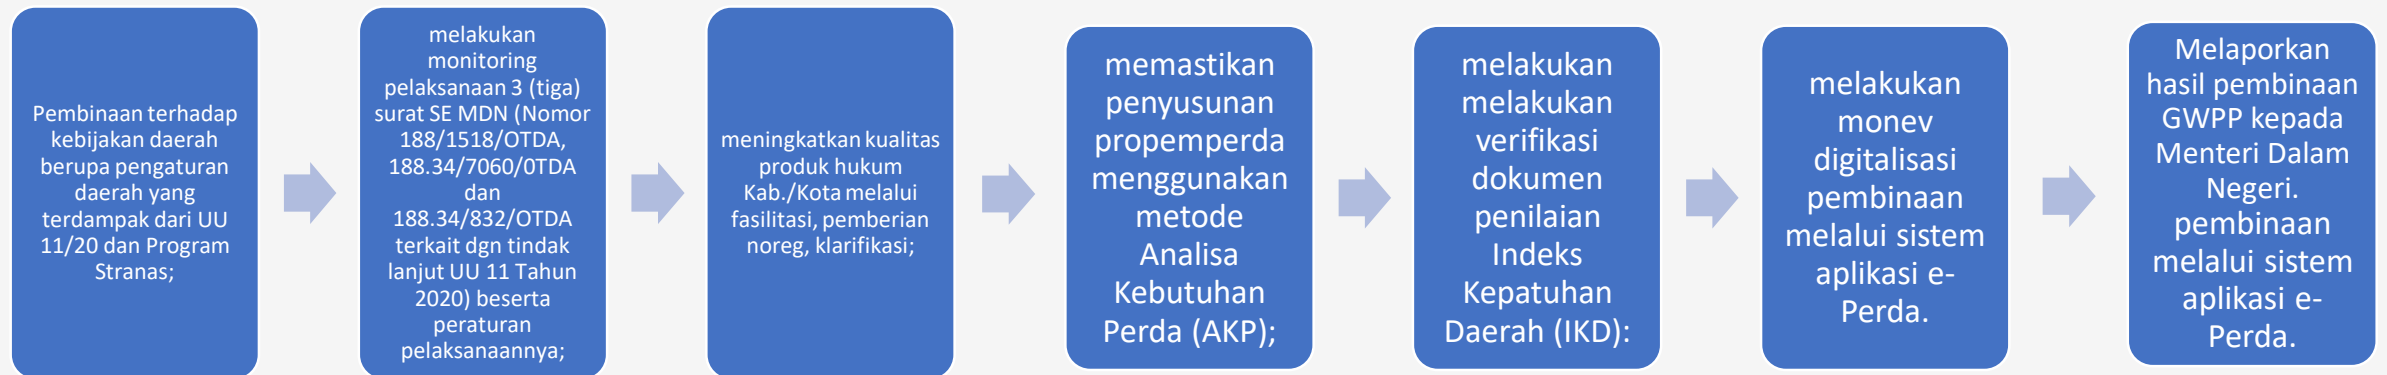 Pembinaan terhadap
kebijakan daerah
berupa pengaturan
daerah yang
terdampak dari UU
11/20 dan Program
Stranas;
melakukan
monitoring
pelaksanaan 3 (tiga)
surat SE MDN (Nomor
188/1518/OTDA,
188.34/7060/0TDA
dan
188.34/832/OTDA
terkait dgn tindak
lanjut UU 11 Tahun
2020) beserta
peraturan
pelaksanaannya;
meningkatkan kualitas
produk hukum
Kab./Kota melalui
fasilitasi, pemberian
noreg, klarifikasi;
memastikan
penyusunan
propemperda
menggunakan
metode
Analisa
Kebutuhan
Perda (AKP);
melakukan
melakukan
verifikasi
dokumen
penilaian
Indeks
Kepatuhan
Daerah (IKD):
melakukan
monev
digitalisasi
pembinaan
melalui sistem
aplikasi e-
Perda.
Melaporkan
hasil pembinaan
GWPP kepada
Menteri Dalam
Negeri.
pembinaan
melalui sistem
aplikasi e-
Perda.